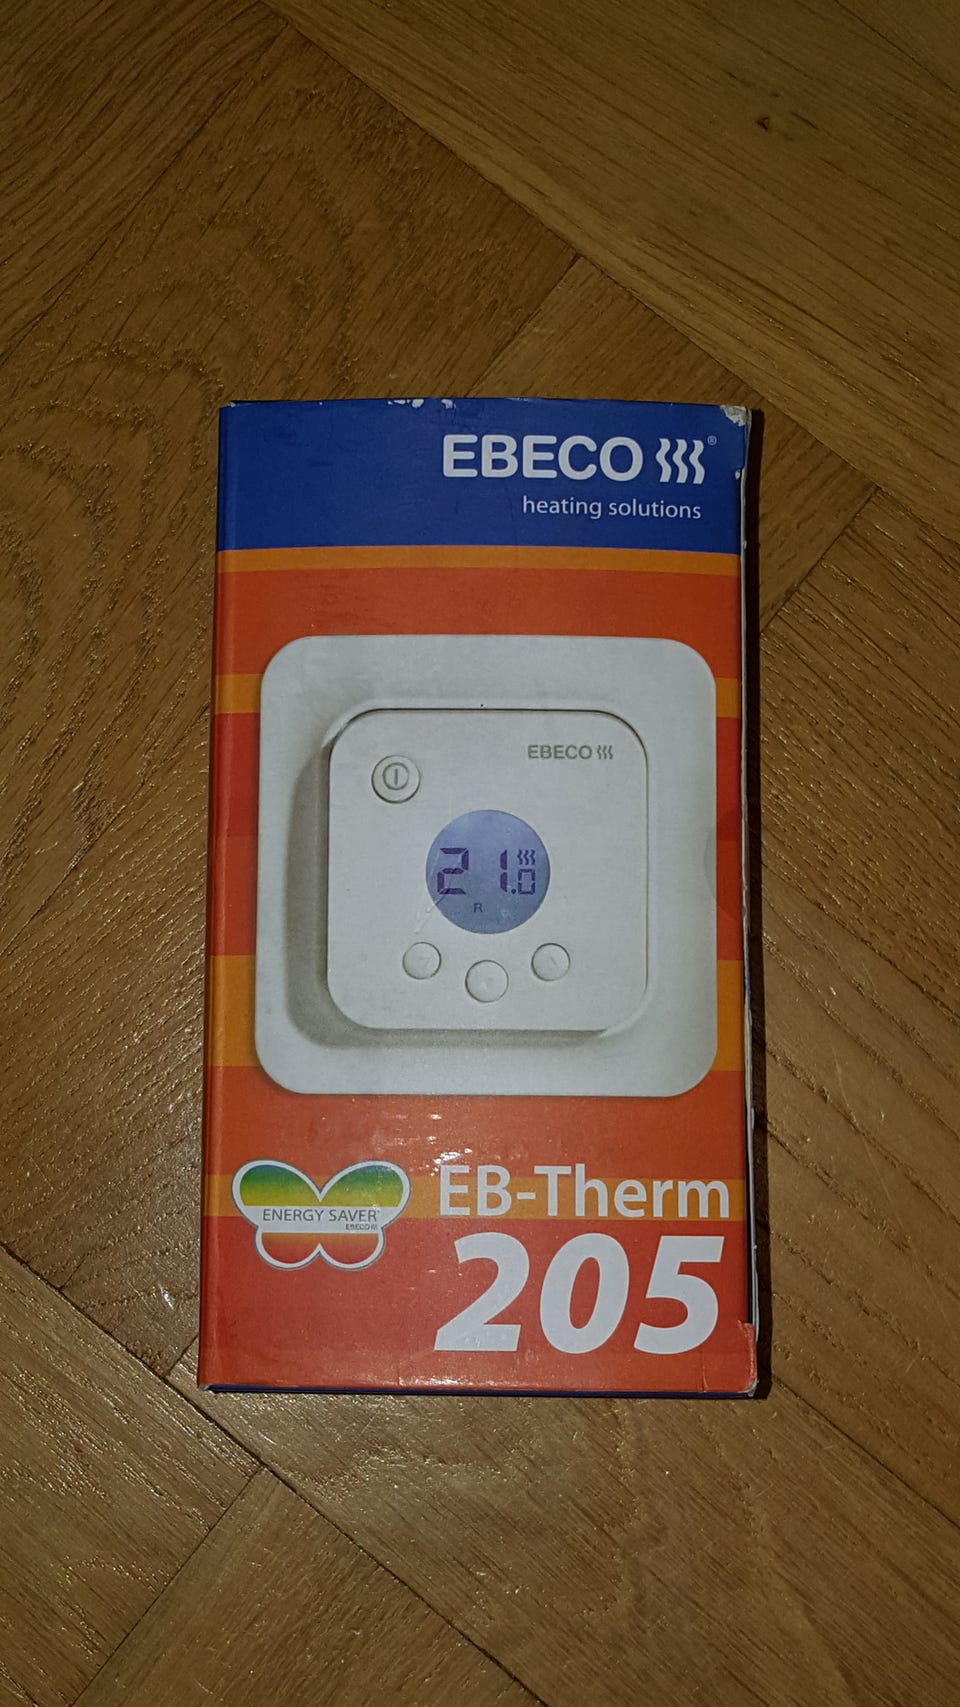 EBECO ®
heating solutions
EBECO
21.0
R
ENERGY SAVER
EBECO
EB-Therm
205